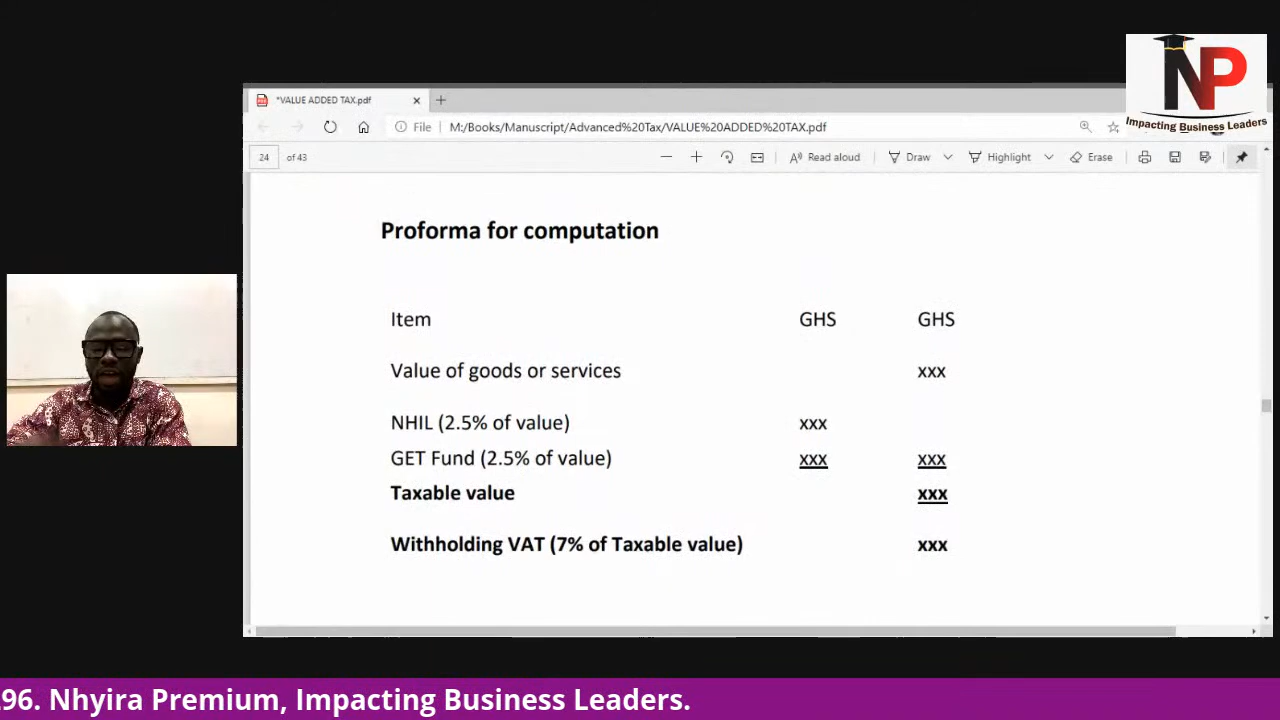 NP
Impacting Business Leaders
*VALUE ADDED TAX.pdf
File M:/Books/Manuscript/Advanced%20Tax/VALUE%20ADDED%20TAX.pdf
24 of 43 Read aloud Draw Highlight Erase
Proforma for computation
Item GHS GHS
Value of goods or services xxx
NHIL (2.5% of value) xxx
GET Fund (2.5% of value) xxx xxx
Taxable value xxx
Withholding VAT (7% of Taxable value) xxx
96. Nhyira Premium, Impacting Business Leaders.